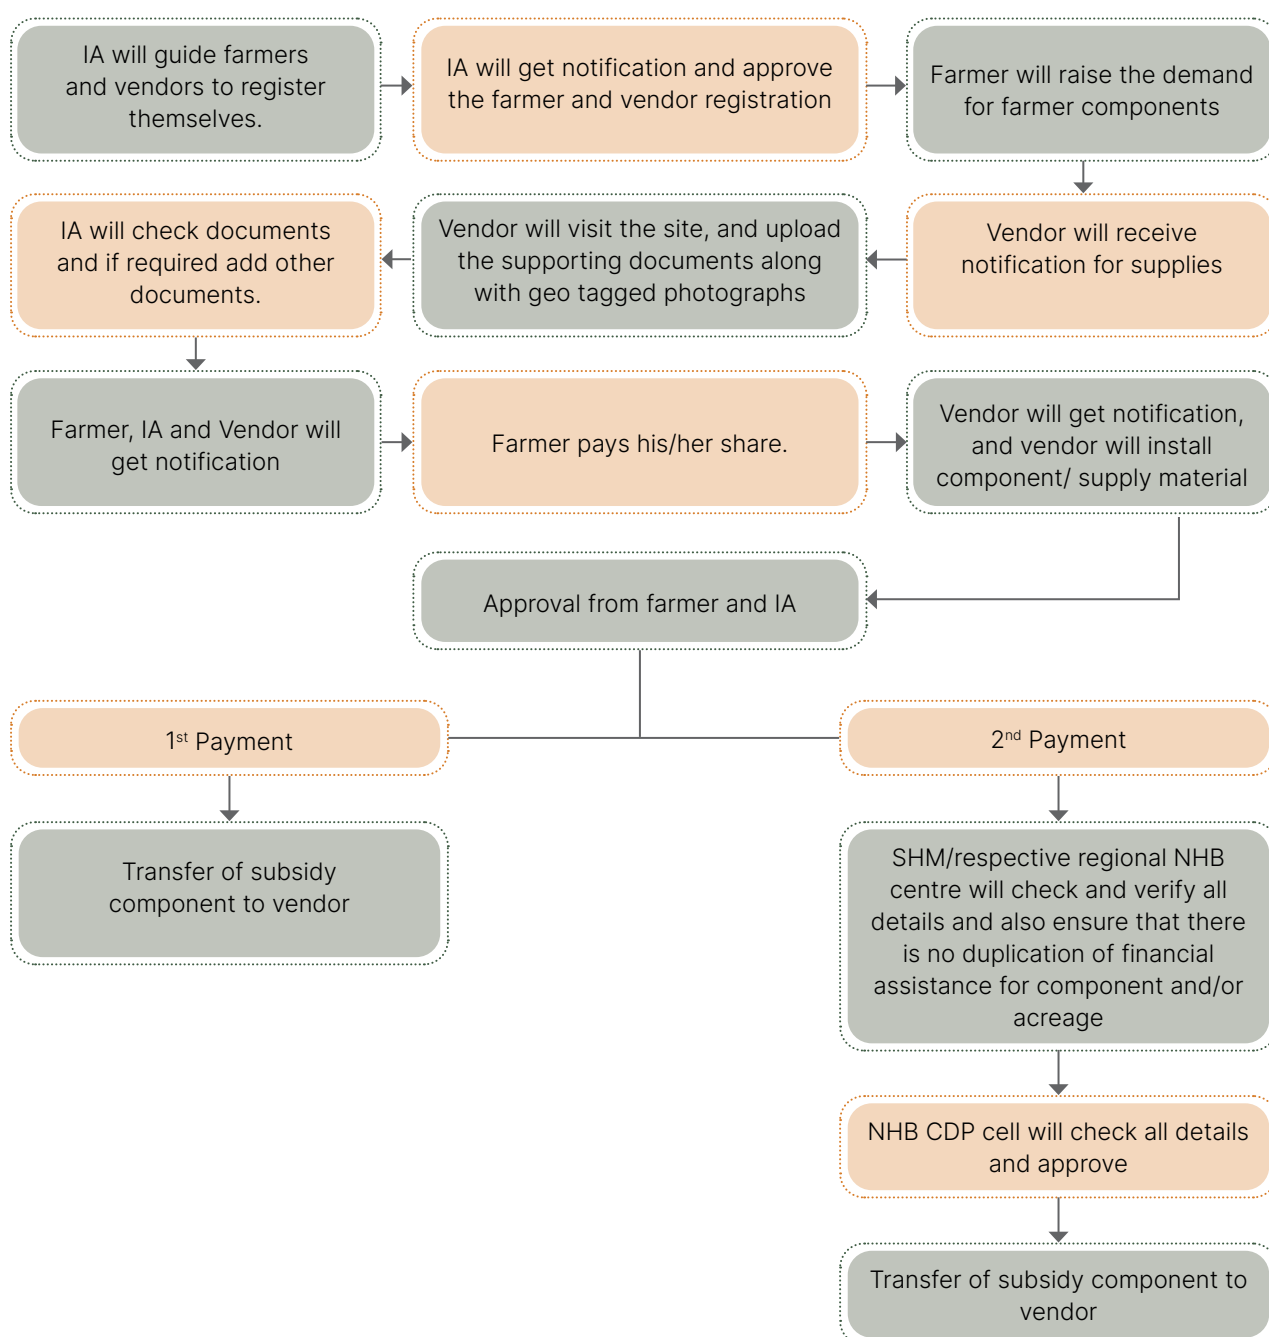 IA will guide farmers
and vendors to register
themselves.
IA will get notification and approve
the farmer and vendor registration
Farmer will raise the demand
for farmer components
Vendor will receive
notification for supplies
Vendor will visit the site, and upload
the supporting documents along
with geo tagged photographs
IA will check documents
and if required add other
documents.
Farmer, IA and Vendor will
get notification
Farmer pays his/her share.
Vendor will get notification,
and vendor will install
component/ supply material
Approval from farmer and IA
1st Payment
Transfer of subsidy
component to vendor
2nd Payment
SHM/respective regional NHB
centre will check and verify all
details and also ensure that there
is no duplication of financial
assistance for component and/or
acreage
NHB CDP cell will check all details
and approve
Transfer of subsidy component to
vendor